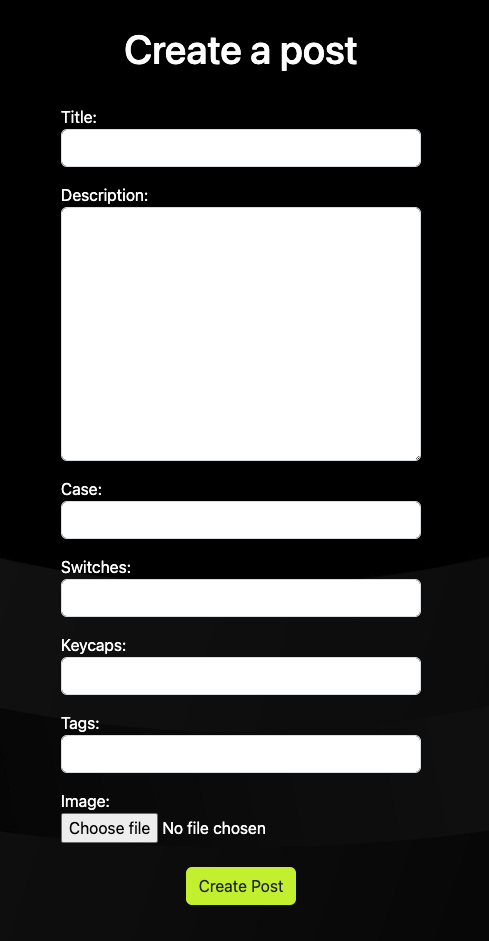 Create a post
Title:
Description:
Case:
Switches:
Keycaps:
Tags:
Image:
Choose file No file chosen
Create Post